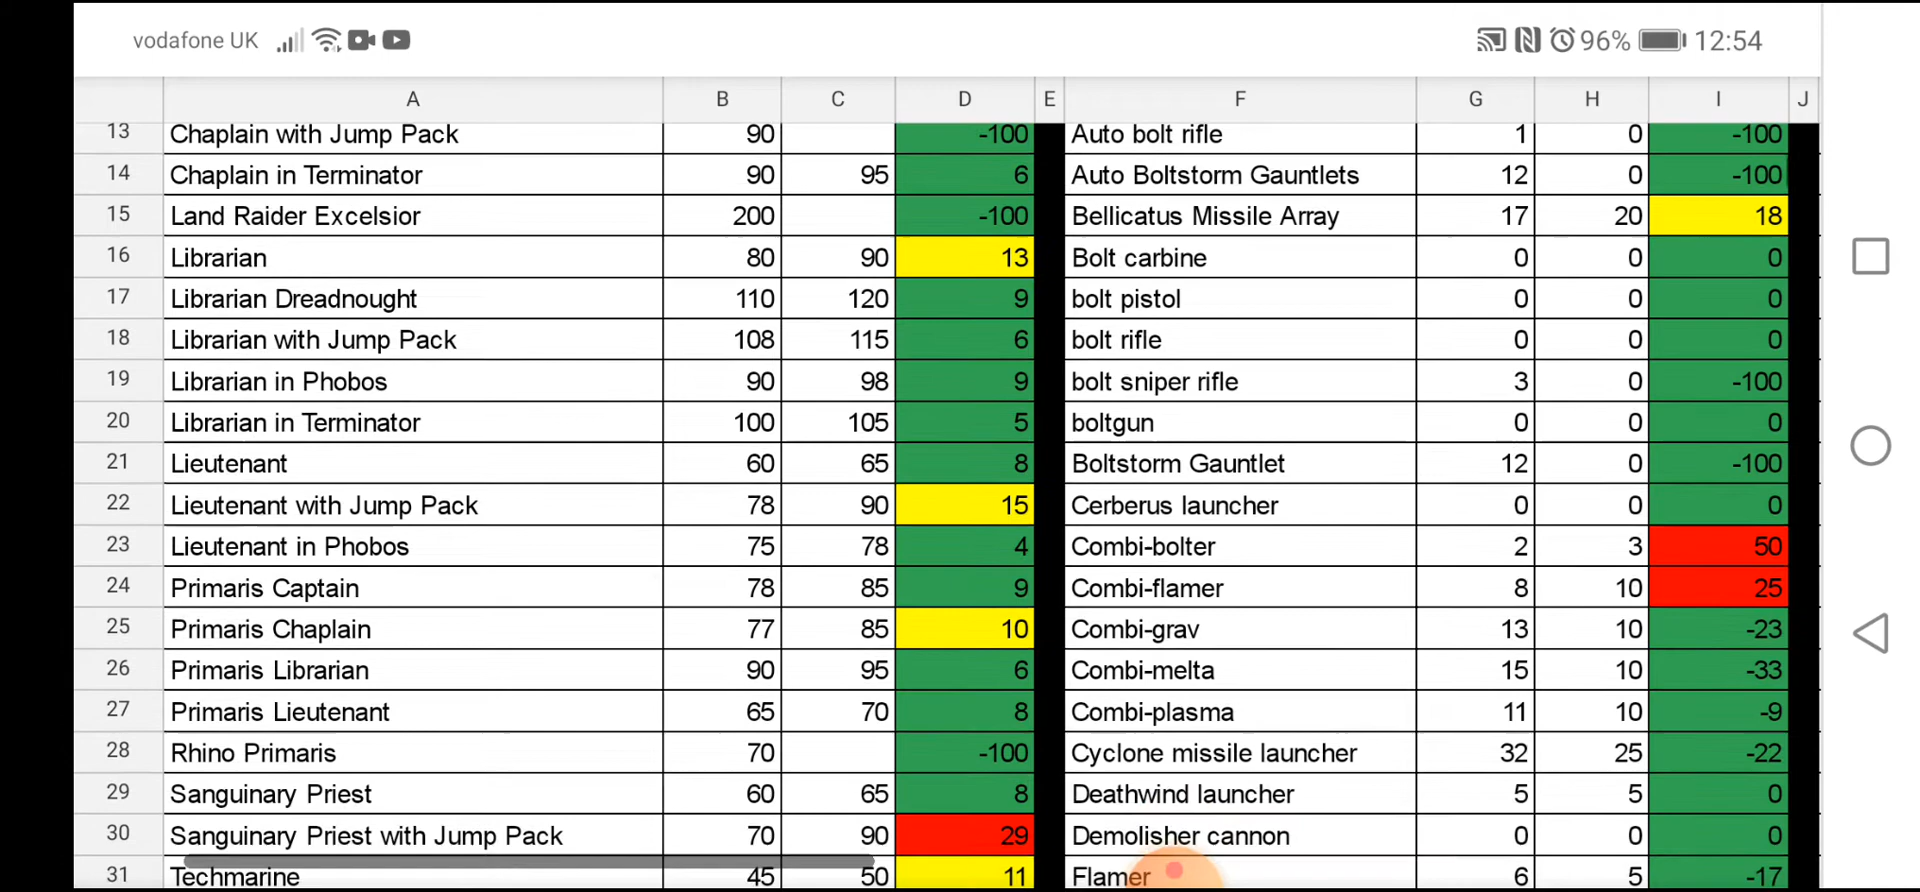 vodafone UK 96% 12:54
A B C D E F G H I J
13 Chaplain with Jump Pack 90 -100 Auto bolt rifle 1 0 -100
14 Chaplain in Terminator 90 95 6 Auto Boltstorm Gauntlets 12 0 -100
15 Land Raider Excelsior 200 -100 Bellicatus Missile Array 17 20 18
16 Librarian 80 90 13 Bolt carbine 0 0 0
17 Librarian Dreadnought 110 120 9 bolt pistol 0 0 0
18 Librarian with Jump Pack 108 115 6 bolt rifle 0 0 0
19 Librarian in Phobos 90 98 9 bolt sniper rifle 3 0 -100
20 Librarian in Terminator 100 105 5 boltgun 0 0 0
21 Lieutenant 60 65 8 Boltstorm Gauntlet 12 0 -100
22 Lieutenant with Jump Pack 78 90 15 Cerberus launcher 0 0 0
23 Lieutenant in Phobos 75 78 4 Combi-bolter 2 3 50
24 Primaris Captain 78 85 9 Combi-flamer 8 10 25
25 Primaris Chaplain 77 85 10 Combi-grav 13 10 -23
26 Primaris Librarian 90 95 6 Combi-melta 15 10 -33
27 Primaris Lieutenant 65 70 8 Combi-plasma 11 10 -9
28 Rhino Primaris 70 -100 Cyclone missile launcher 32 25 -22
29 Sanguinary Priest 60 65 8 Deathwind launcher 5 5 0
30 Sanguinary Priest with Jump Pack 70 90 29 Demolisher cannon 0 0 0
31 Techmarine 45 50 11 Flamer 6 5 -17